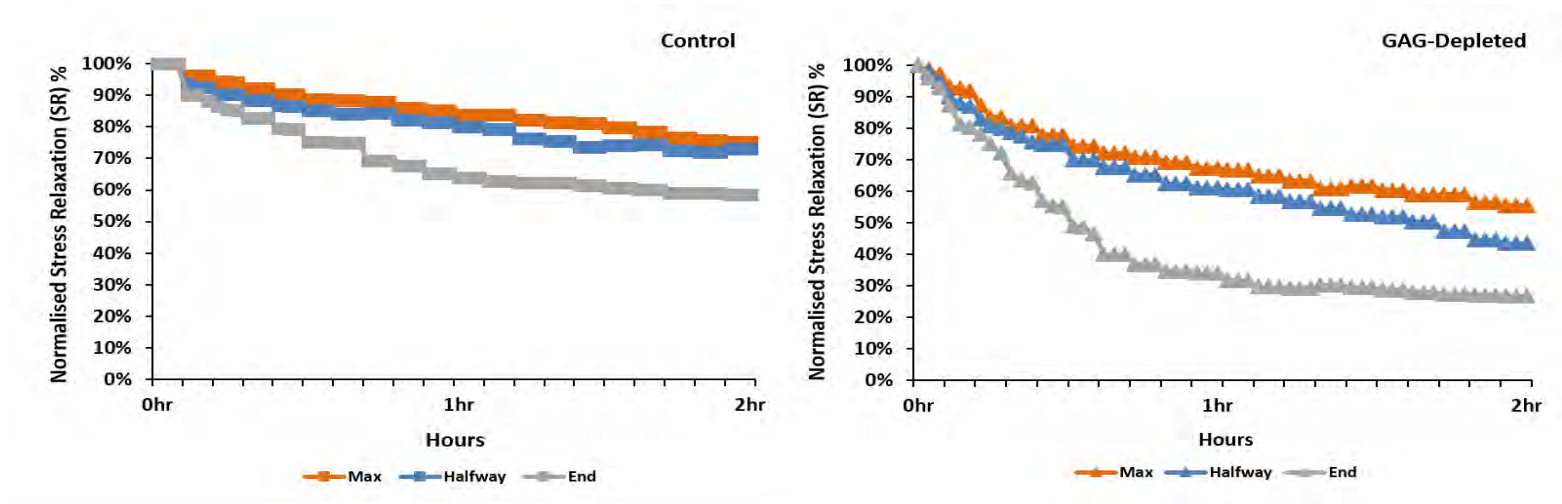 Control
Normalised Stress Relaxation (SR) %
100%
90%
80%
70%
60%
50%
40%
30%
20%
10%
0%
0hr 1hr 2hr
Hours
Max Halfway End
GAG-Depleted
Normalised Stress Relaxation (SR) %
100%
90%
80%
70%
60%
50%
40%
30%
20%
10%
0%
0hr 1hr 2hr
Hours
Max Halfway End